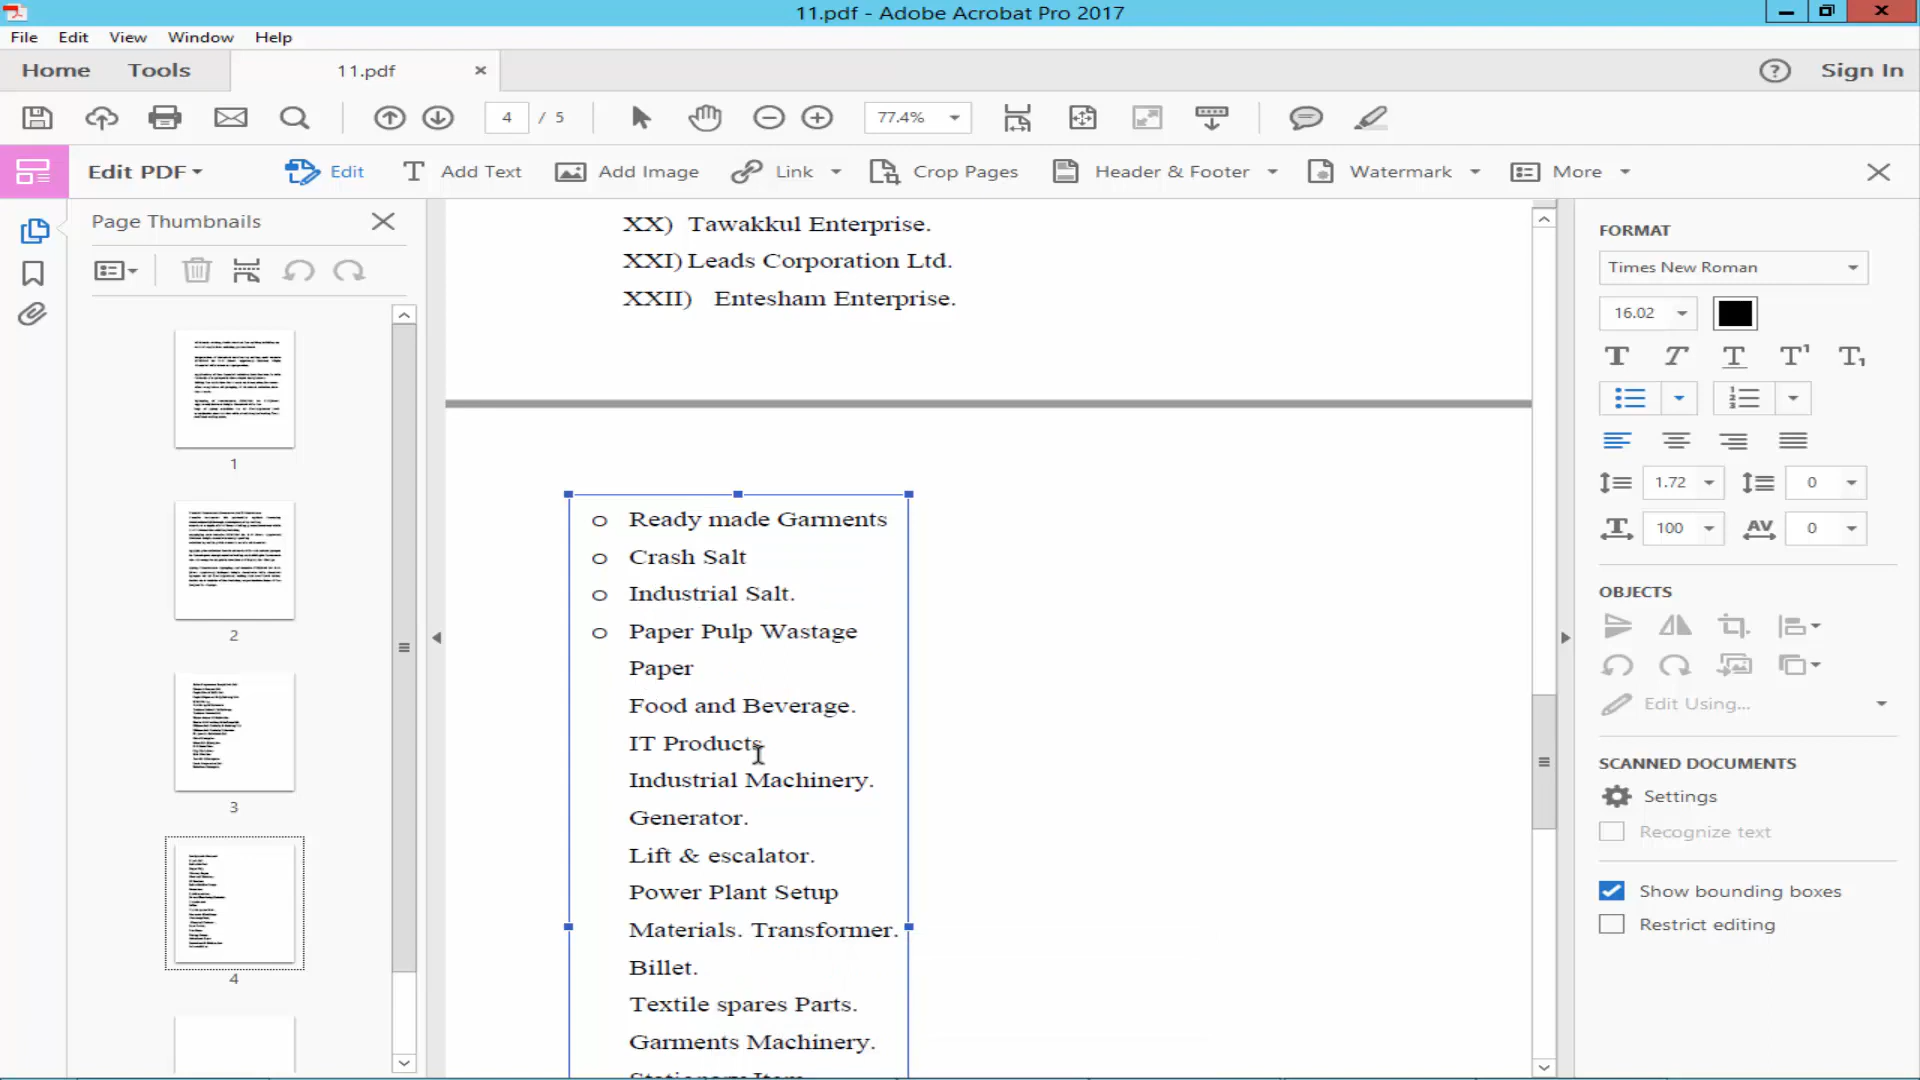 11.pdf - Adobe Acrobat Pro 2017
File Edit View Window Help
Home Tools 11.pdf Sign In
4 / 5 77.4%
Edit PDF Edit Add Text Add Image Link Crop Pages Header & Footer Watermark More
Page Thumbnails
1
2
3
4
XX) Tawakkul Enterprise.
XXI) Leads Corporation Ltd.
XXII) Entesham Enterprise.
o Ready made Garments
o Crash Salt
o Industrial Salt.
o Paper Pulp Wastage
Paper
Food and Beverage.
IT Products
Industrial Machinery.
Generator.
Lift & escalator.
Power Plant Setup
Materials. Transformer.
Billet.
Textile spares Parts.
Garments Machinery.
FORMAT
Times New Roman
16.02
1.72 0
100 AV 0
OBJECTS
Edit Using...
SCANNED DOCUMENTS
Settings
Recognize text
Show bounding boxes
Restrict editing